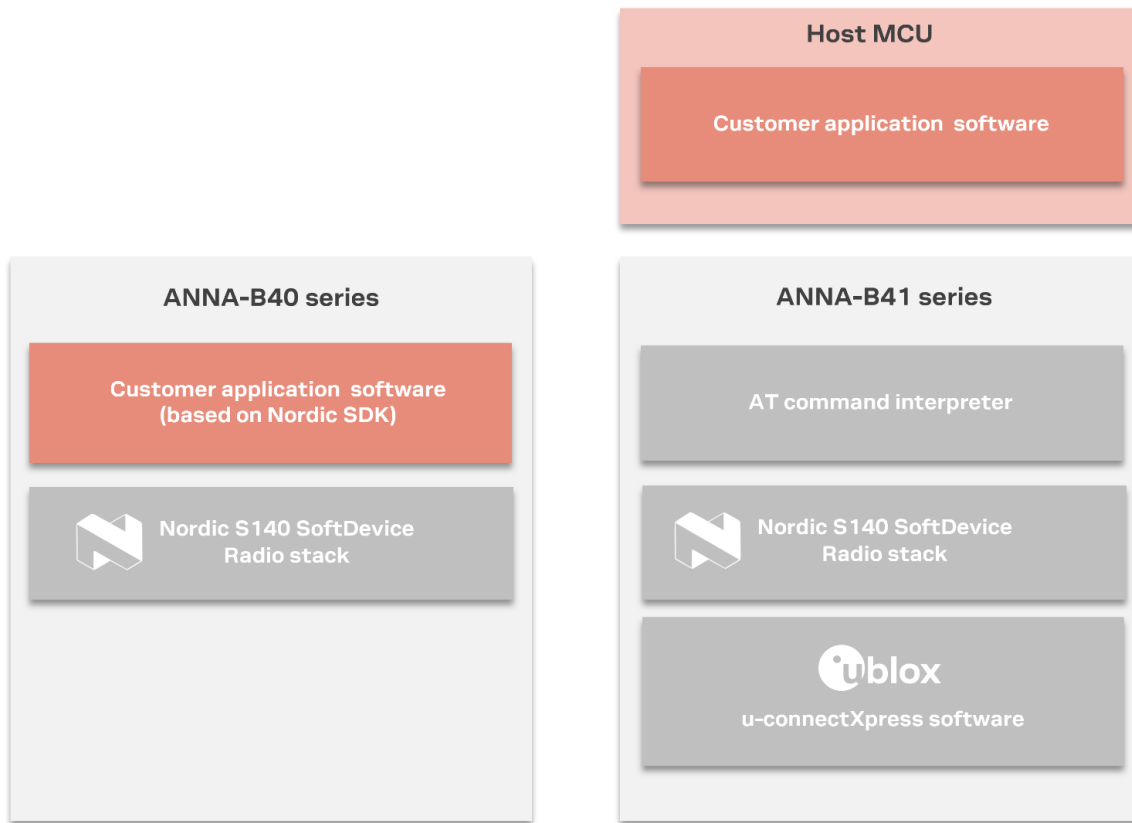 Host MCU
Customer application software
ANNA-B40 series
Customer application software
(based on Nordic SDK)
Nordic S140 SoftDevice
Radio stack
ANNA-B41 series
AT command interpreter
Nordic S140 SoftDevice
Radio stack
ublox
u-connectXpress software